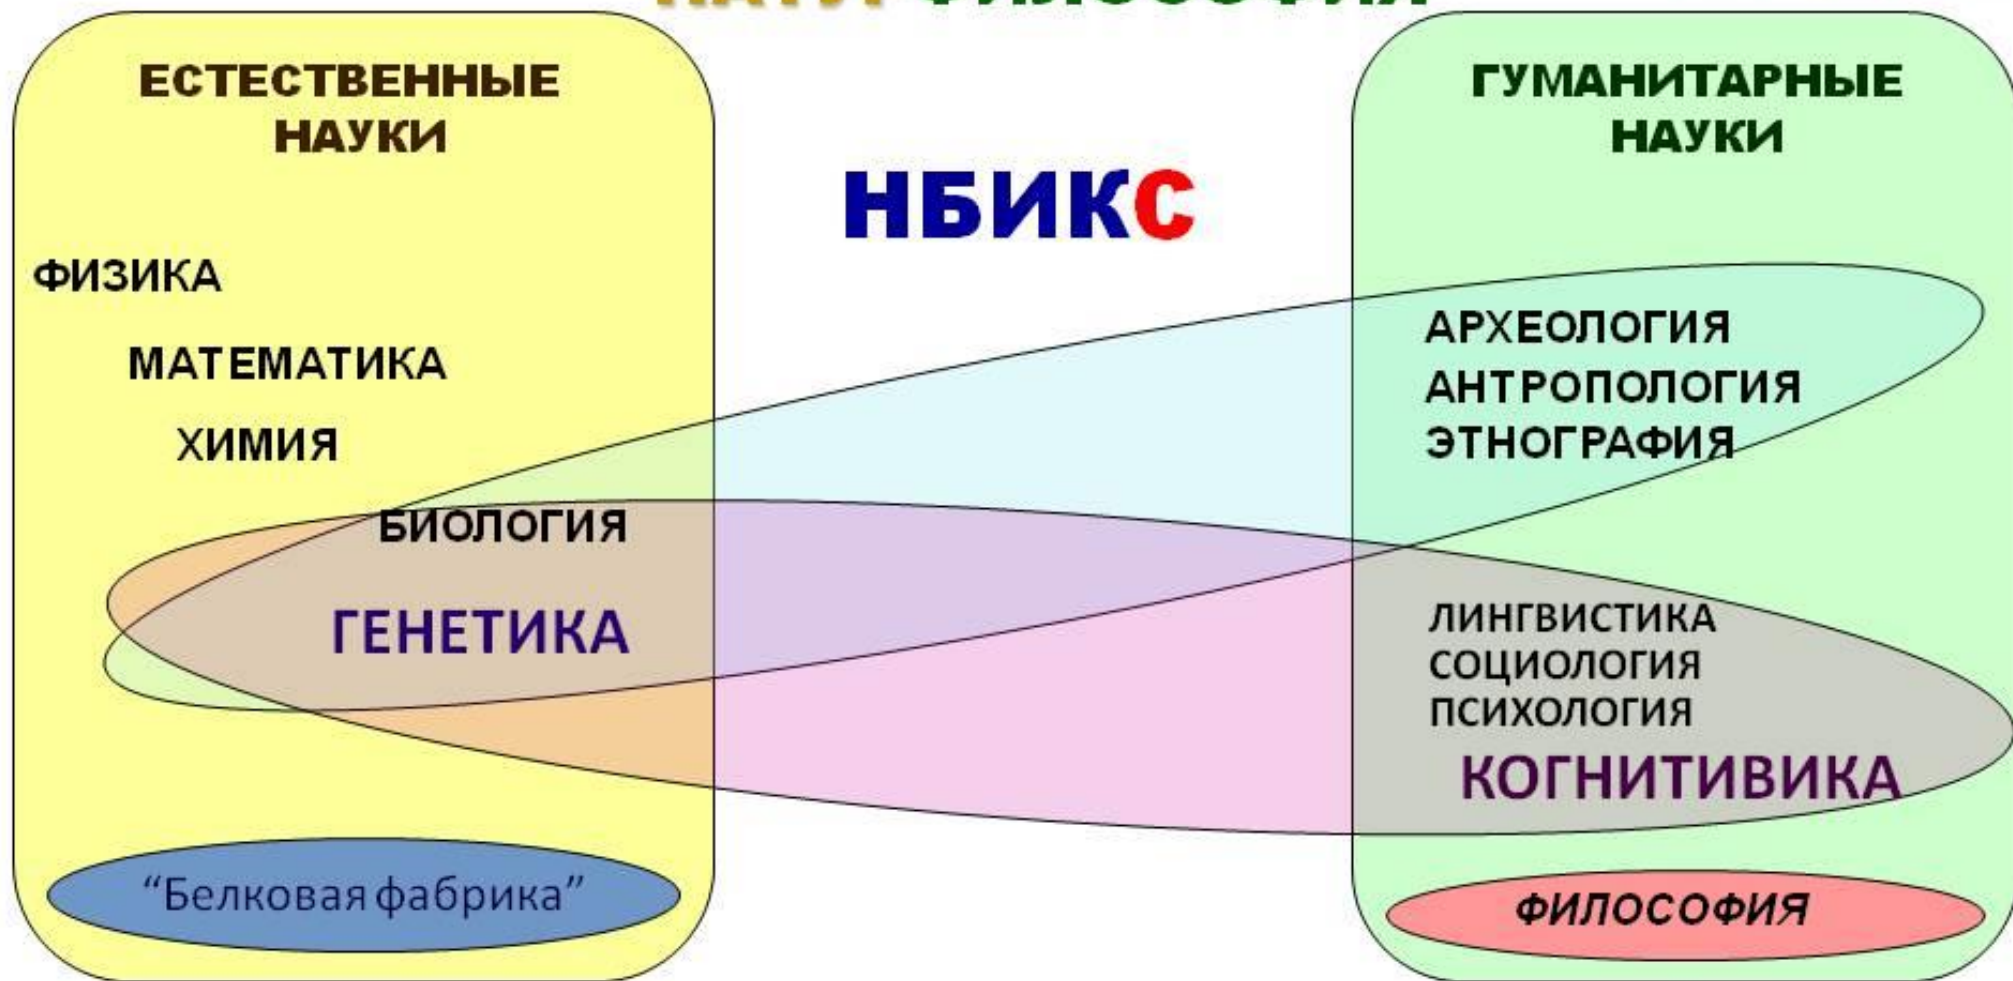 ФИЛОСОФИЯ
ЕСТЕСТВЕННЫЕ
НАУКИ
ФИЗИКА
МАТЕМАТИКА
ХИМИЯ
БИОЛОГИЯ
ГЕНЕТИКА
“Белковая фабрика”
НБИКС
ГУМАНИТАРНЫЕ
НАУКИ
АРХЕОЛОГИЯ
АНТРОПОЛОГИЯ
ЭТНОГРАФИЯ
ЛИНГВИСТИКА
СОЦИОЛОГИЯ
ПСИХОЛОГИЯ
КОГНИТИВИКА
ФИЛОСОФИЯ